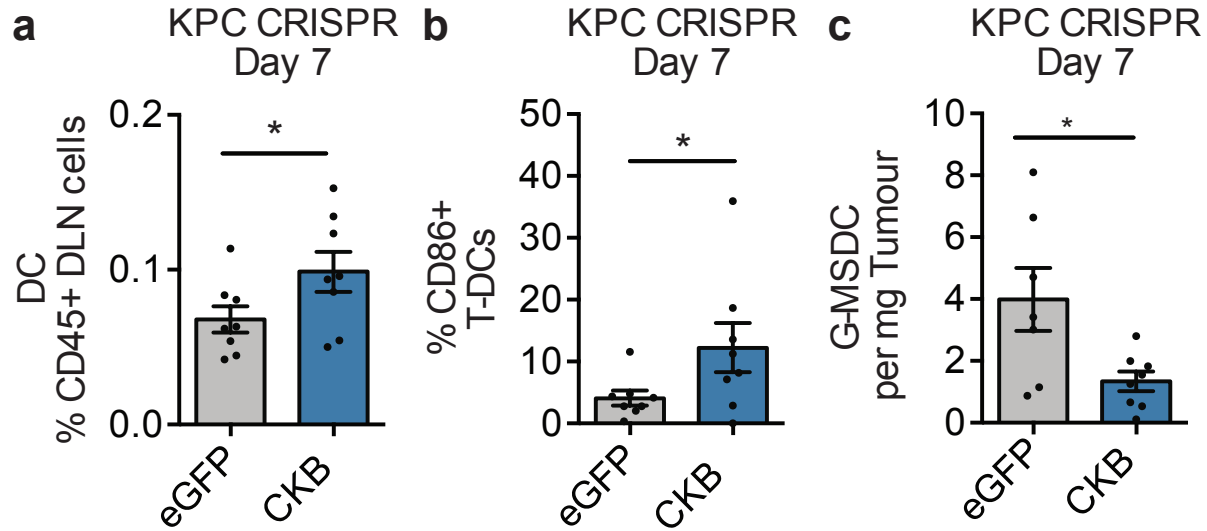 a
KPC CRISPR
Day 7
DC
% CD45+ DLN cells
0.2
0.1
0.0
*
eGFP
CKB
b
KPC CRISPR
Day 7
% CD86+
T-DCs
50
40
30
20
10
0
*
eGFP
CKB
c
KPC CRISPR
Day 7
G-MSDC
per mg Tumour
10
8
6
4
2
0
*
eGFP
CKB